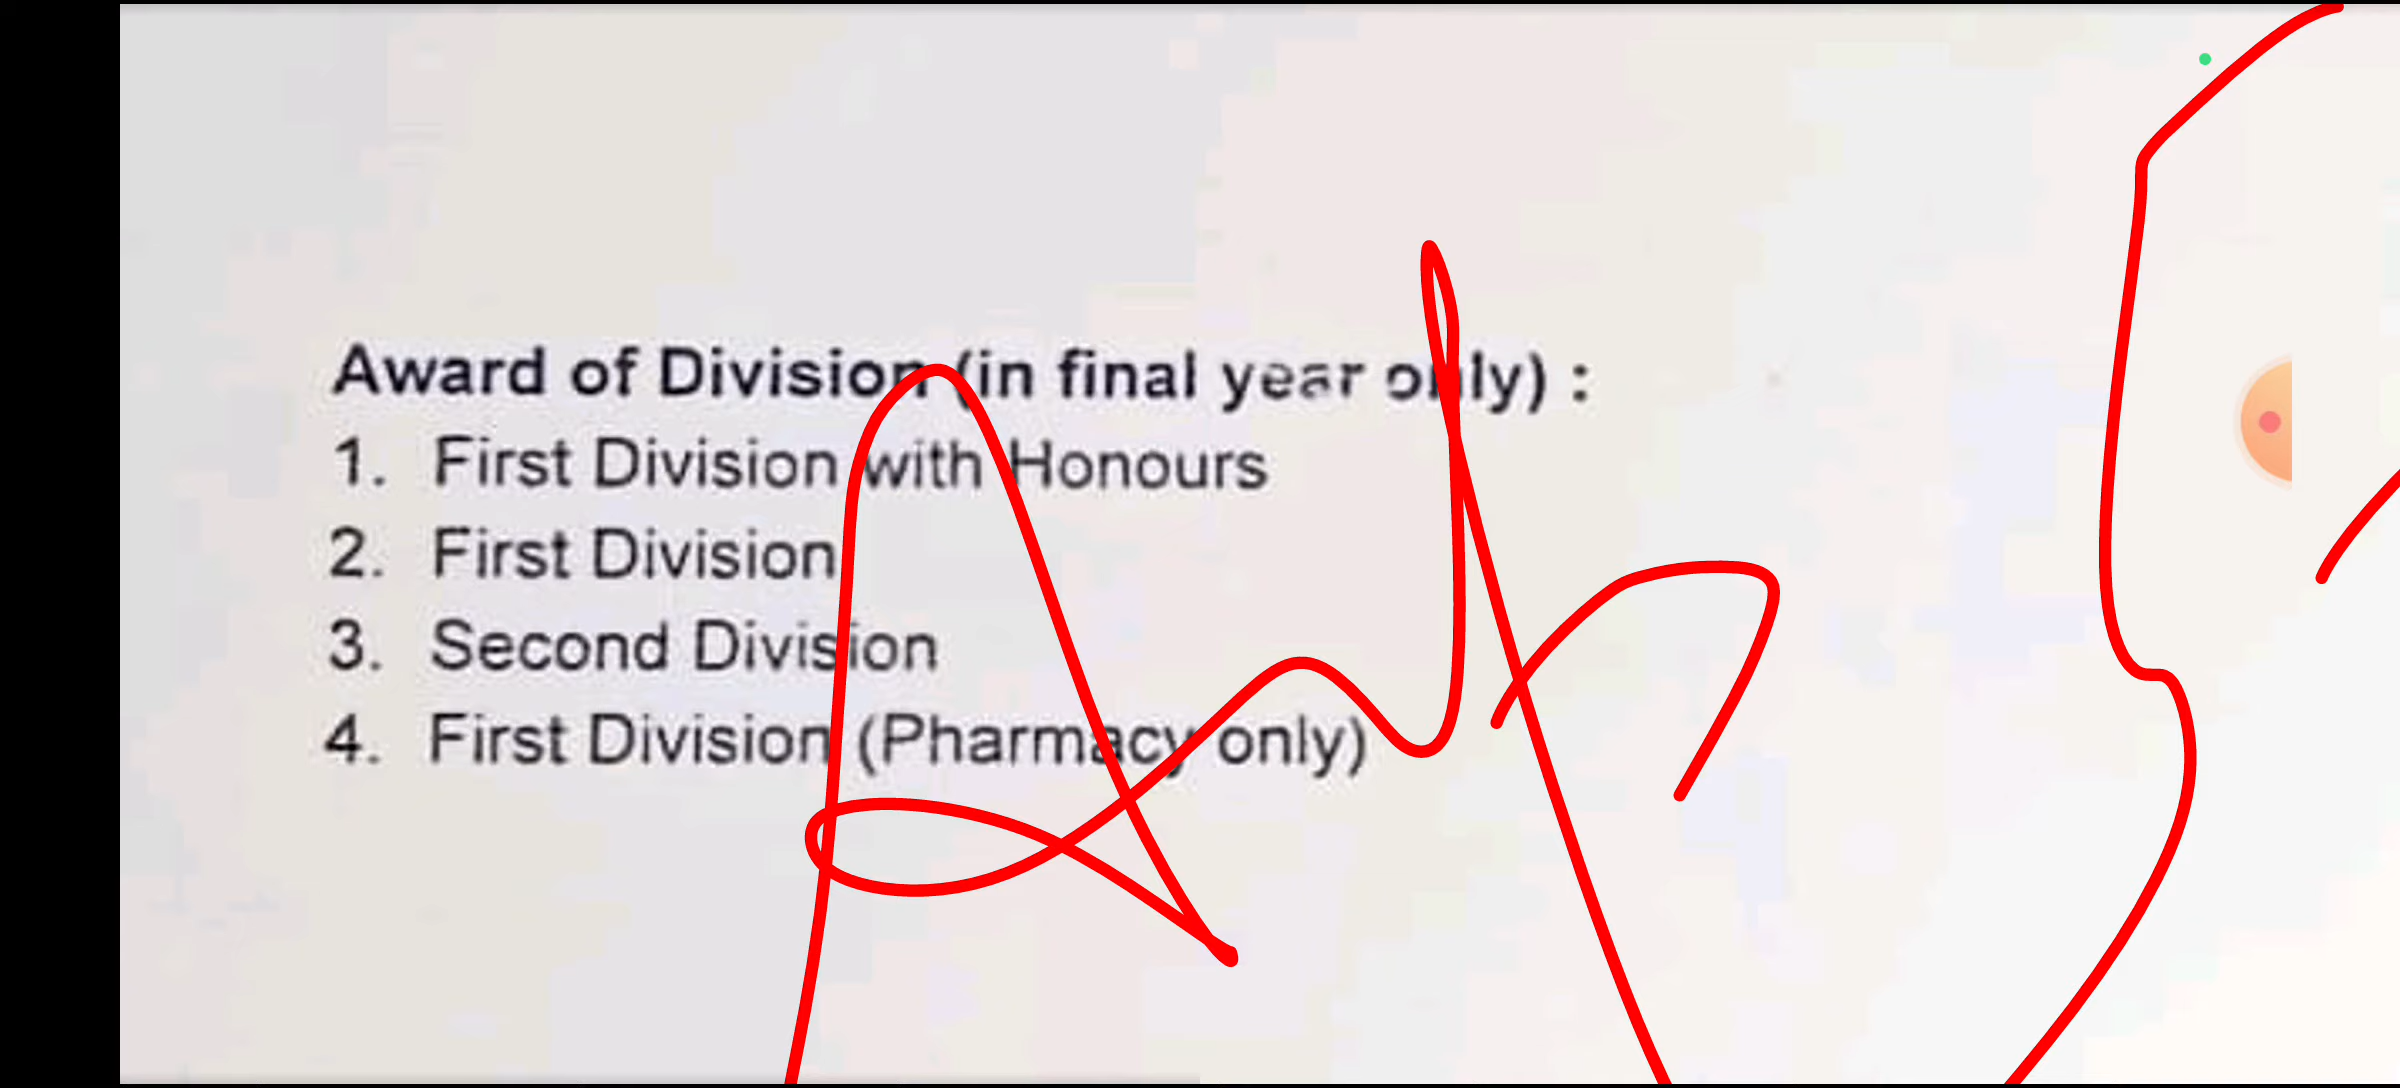 Award of Division (in final year only) :
1. First Division with Honours
2. First Division
3. Second Division
4. First Division (Pharmacy only)